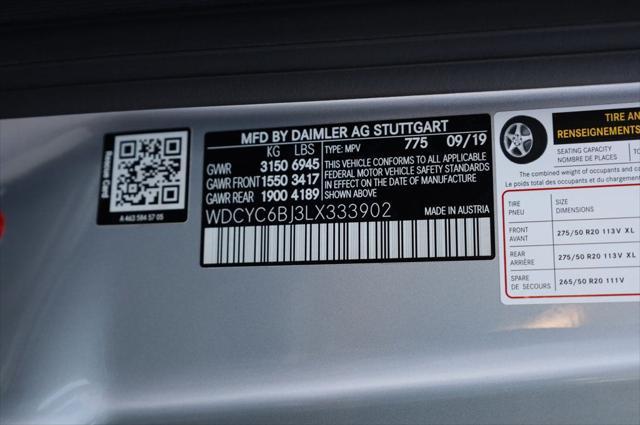 Rescue Card
A 463 584 57 05
MFD BY DAIMLER AG STUTTGART
KG LBS TYPE: MPV 775 09/19
GVWR 3150 6945
GAWR FRONT 1550 3417
GAWR REAR 1900 4189
THIS VEHICLE CONFORMS TO ALL APPLICABLE
FEDERAL MOTOR VEHICLE SAFETY STANDARDS
IN EFFECT ON THE DATE OF MANUFACTURE
SHOWN ABOVE
WDCYC6BJ3LX333902 MADE IN AUSTRIA
TIRE AN
RENSEIGNEMENTS
SEATING CAPACITY
NOMBRE DE PLACES
TO
The combined weight of occupants and c
Le poids total des occupants et du chargemen
TIRE SIZE
PNEU DIMENSIONS
FRONT
AVANT
275/50 R20 113V XL
REAR
ARRIÈRE
275/50 R20 113V XL
SPARE
DE SECOURS
265/50 R20 111V